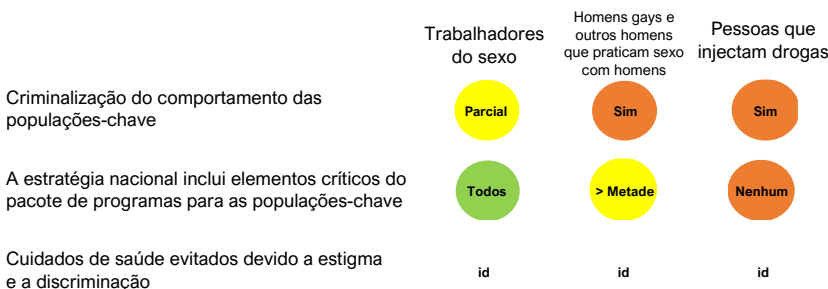 Trabalhadores
do sexo
Homens gays e
outros homens
que praticam sexo
com homens
Pessoas que
injectam drogas
Criminalização do comportamento das
populações-chave
Parcial
Sim
Sim
A estratégia nacional inclui elementos críticos do
pacote de programas para as populações-chave
Todos
> Metade
Nenhum
Cuidados de saúde evitados devido a estigma
e a discriminação
id
id
id